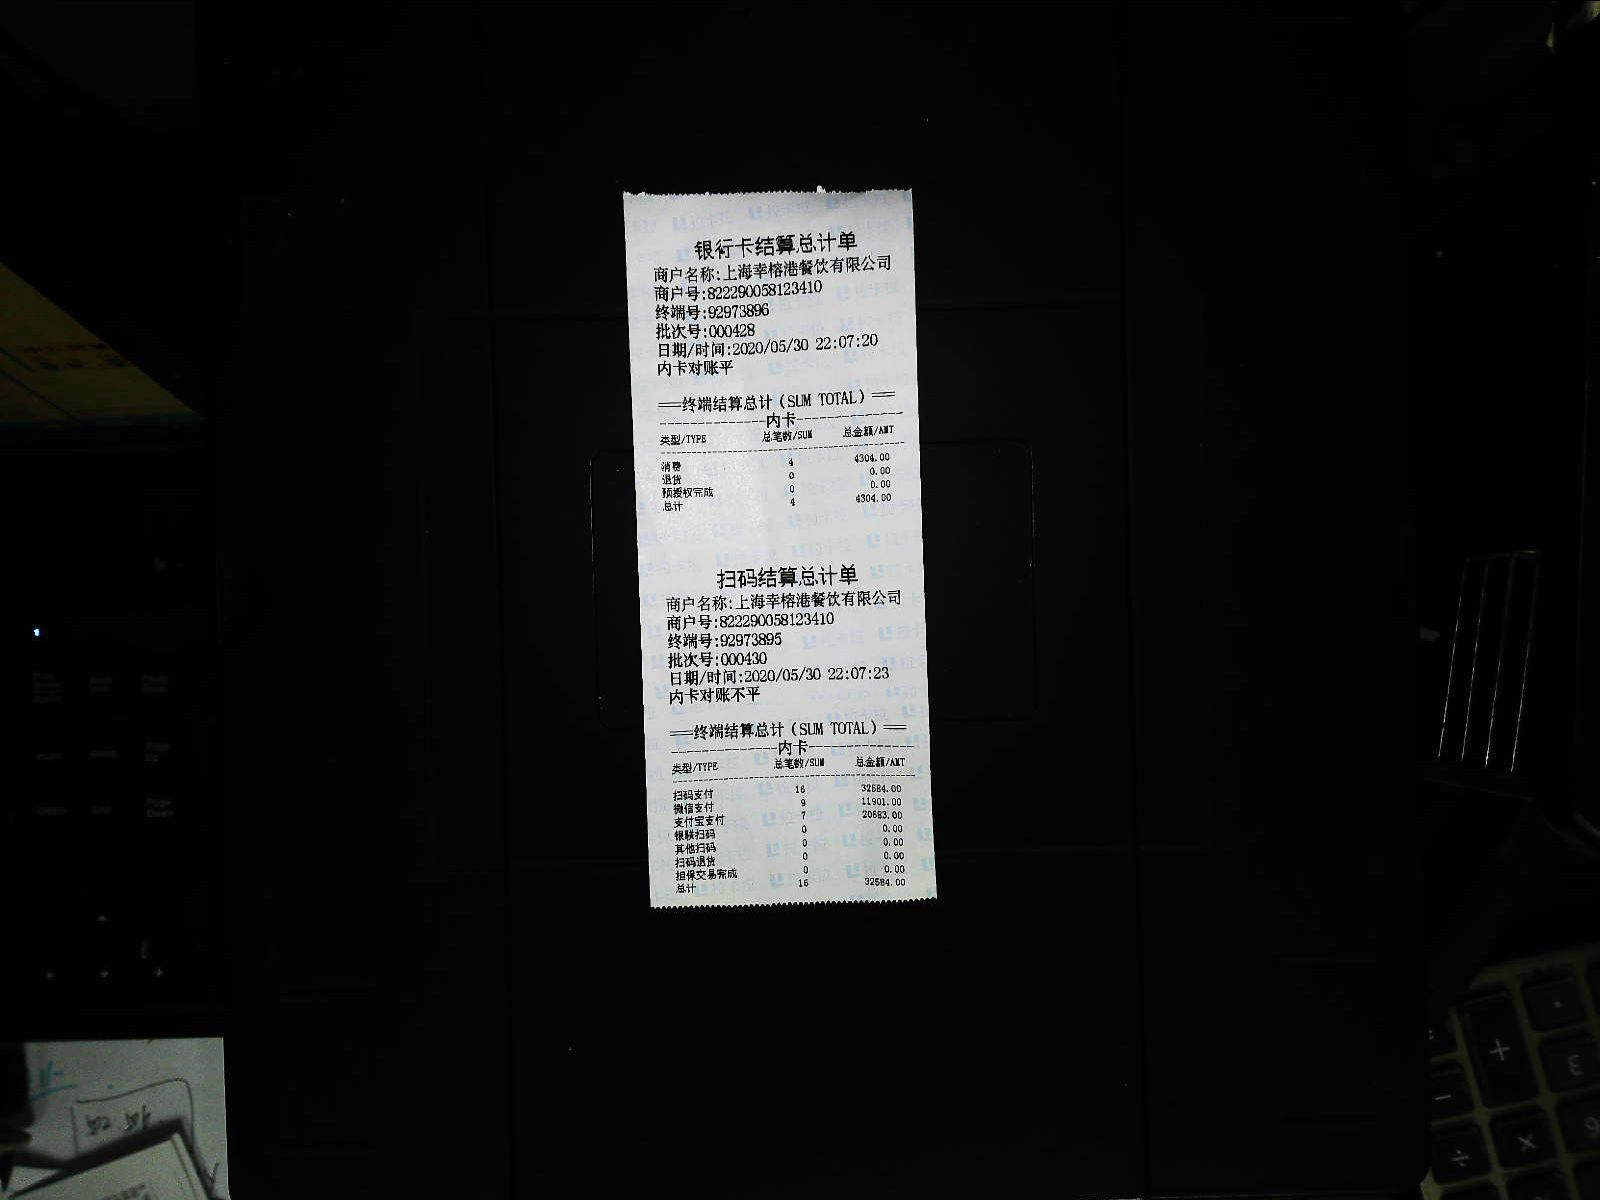 银行卡结算总计单
商户名称:上海幸榕港餐饮有限公司
商户号:822290058123410
终端号:92973896
批次号:000428
日期/时间:2020/05/30 22:07:20
内卡对账平
==终端结算总计(SUM TOTAL)==
内卡
类型/TYPE 总笔数/SUM 总金额/AMT
消费 4 4304.00
退货 0 0.00
预授权完成 0 0.00
总计 4 4304.00
扫码结算总计单
商户名称:上海幸榕港餐饮有限公司
商户号:822290058123410
终端号:92973895
批次号:000430
日期/时间:2020/05/30 22:07:23
内卡对账不平
==终端结算总计(SUM TOTAL)==
内卡
类型/TYPE 总笔数/SUM 总金额/AMT
扫码支付 16 32584.00
微信支付 9 11901.00
支付宝支付 7 20683.00
银联扫码 0 0.00
其他扫码 0 0.00
扫码退货 0 0.00
担保交易完成 0 0.00
总计 16 32584.00